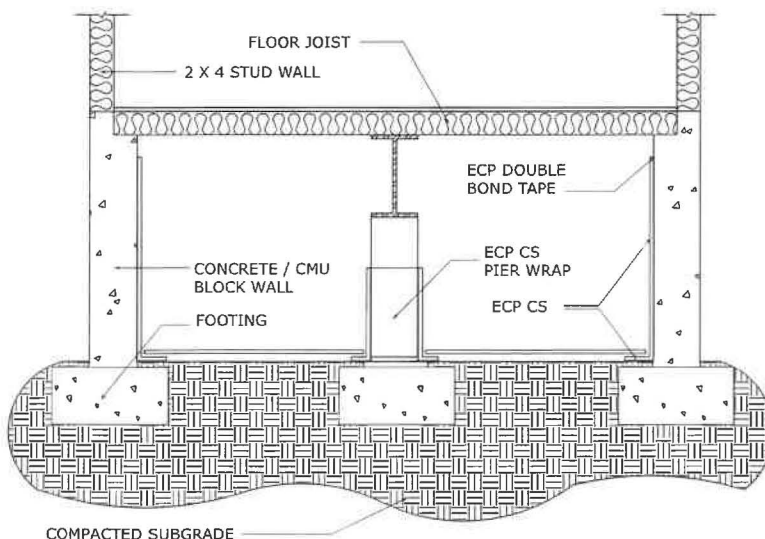 FLOOR JOIST
2 X 4 STUD WALL
ECP DOUBLE
BOND TAPE
ECP CS
PIER WRAP
CONCRETE / CMU
BLOCK WALL
ECP CS
FOOTING
COMPACTED SUBGRADE